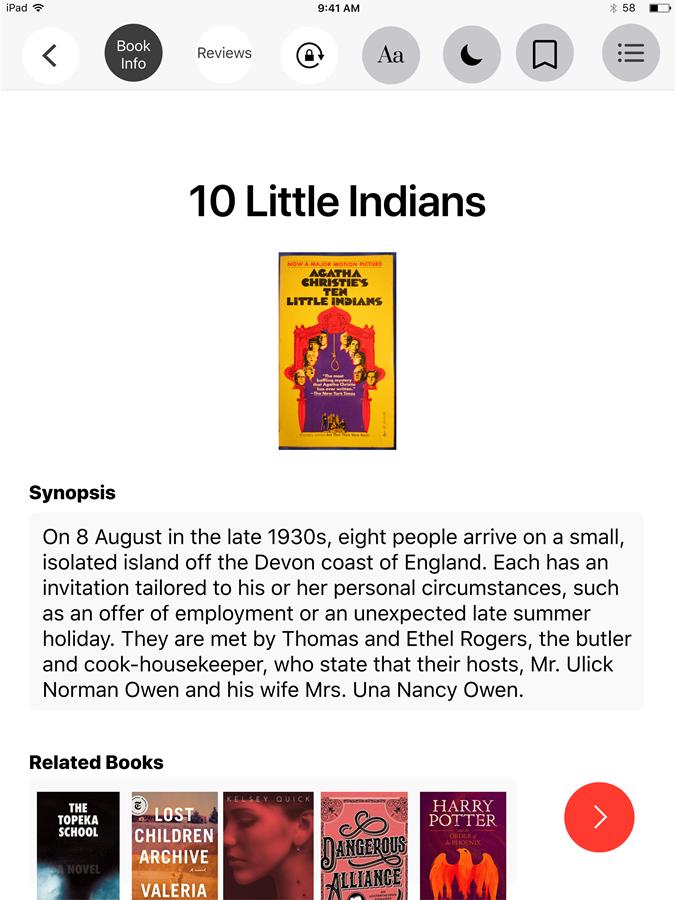 iPad 9:41 AM 58
Book
Info
Reviews
Aa
10 Little Indians
NOW A MAJOR MOTION PICTURE
AGATHA
CHRISTIE'S
TEN
LITTLE INDIANS
"The most
baffling mystery
that Agatha Christie
has ever written."
—The New York Times
Synopsis
On 8 August in the late 1930s, eight people arrive on a small,
isolated island off the Devon coast of England. Each has an
invitation tailored to his or her personal circumstances, such
as an offer of employment or an unexpected late summer
holiday. They are met by Thomas and Ethel Rogers, the butler
and cook-housekeeper, who state that their hosts, Mr. Ulick
Norman Owen and his wife Mrs. Una Nancy Owen.
Related Books
THE
TOPEKA
SCHOOL
A NOVEL
LOST
CHILDREN
ARCHIVE
A novel
VALERIA
KELSEY QUICK
DANGEROUS
ALLIANCE
HARRY
POTTER
and the
ORDER of
the PHOENIX